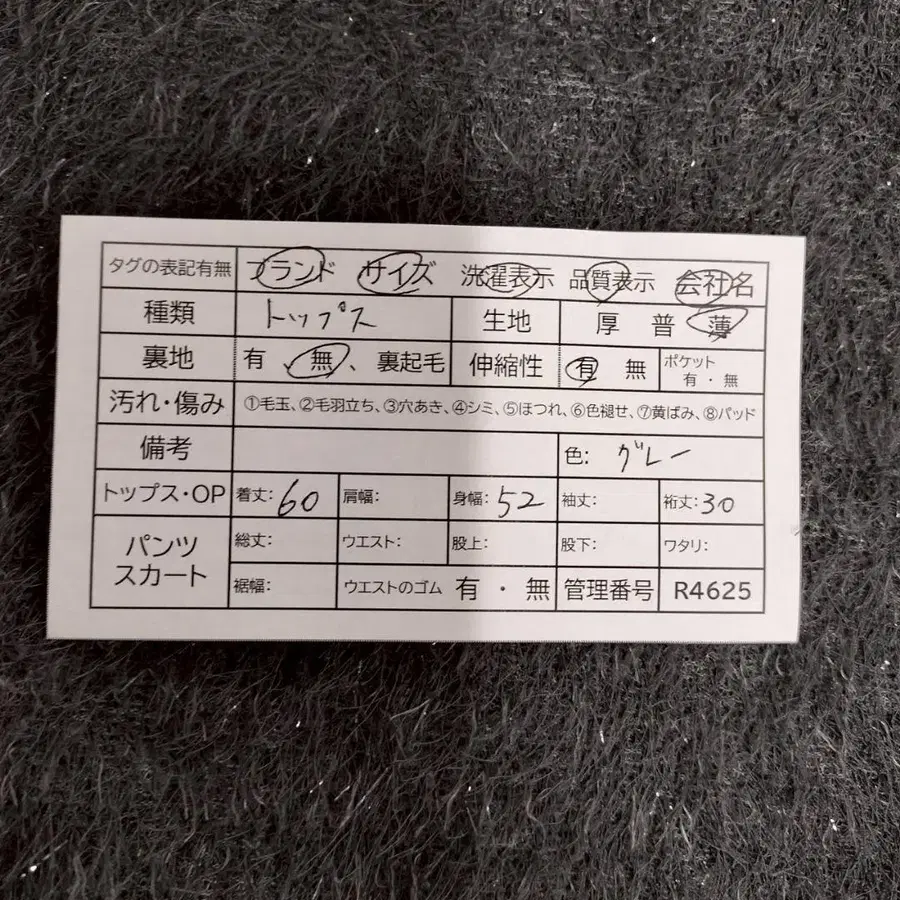 タグの表記有無 ブランド サイズ 洗濯表示 品質表示 会社名
種類 トップス 生地 厚 普 薄
裏地 有 無、裏起毛 伸縮性 有 無 ポケット 有・無
汚れ・傷み ①毛玉、②毛羽立ち、③穴あき、④シミ、⑤ほつれ、⑥色褪せ、⑦黄ばみ、⑧パッド
備考 色: グレー
トップス・OP 着丈: 60 肩幅: 身幅: 52 袖丈: 裄丈: 30
パンツ スカート 総丈: ウエスト: 股上: 股下: ワタリ:
裾幅: ウエストのゴム 有・無 管理番号 R4625